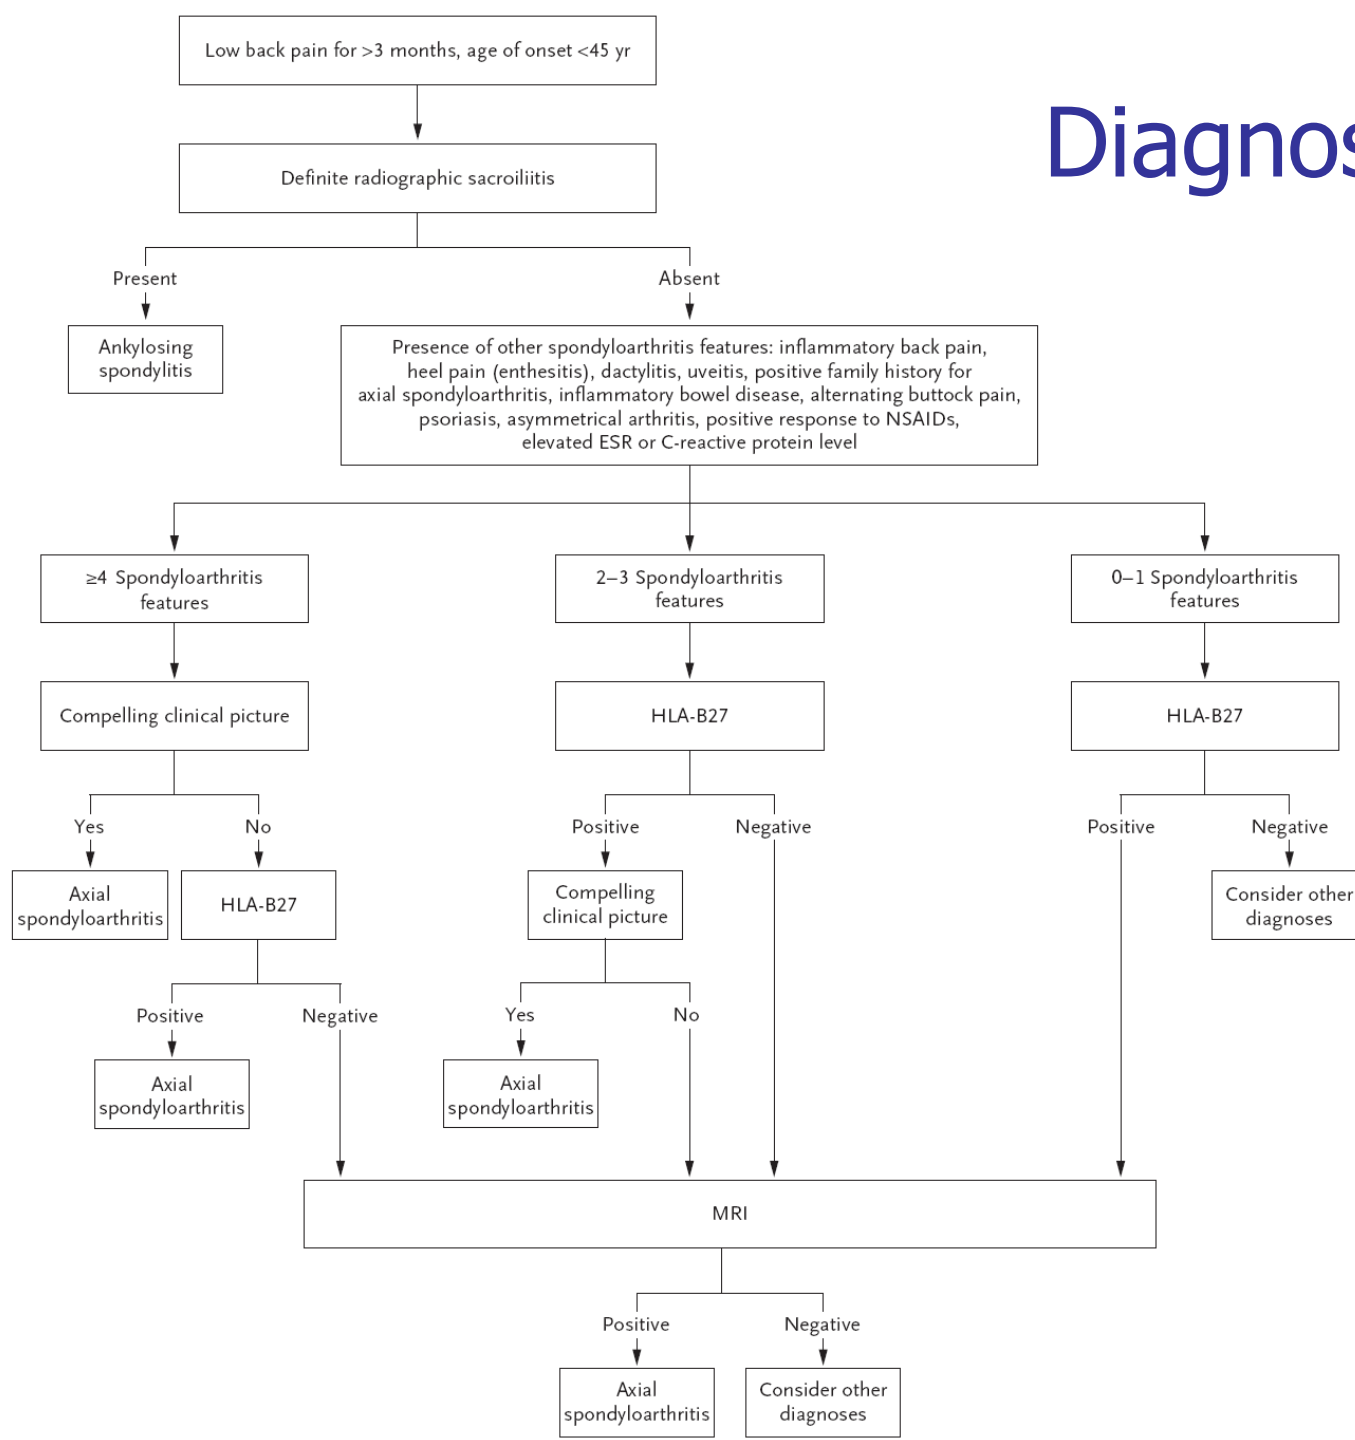 Low back pain for >3 months, age of onset <45 yr
Diagnos
Definite radiographic sacroiliitis
Present
Absent
Ankylosing
spondylitis
Presence of other spondyloarthritis features: inflammatory back pain,
heel pain (enthesitis), dactylitis, uveitis, positive family history for
axial spondyloarthritis, inflammatory bowel disease, alternating buttock pain,
psoriasis, asymmetrical arthritis, positive response to NSAIDs,
elevated ESR or C-reactive protein level
≥4 Spondyloarthritis
features
2–3 Spondyloarthritis
features
0–1 Spondyloarthritis
features
Compelling clinical picture
HLA-B27
HLA-B27
Yes
No
Positive
Negative
Positive
Negative
Axial
spondyloarthritis
HLA-B27
Compelling
clinical picture
Consider other
diagnoses
Positive
Negative
Yes
No
Axial
spondyloarthritis
Axial
spondyloarthritis
MRI
Positive
Negative
Axial
spondyloarthritis
Consider other
diagnoses